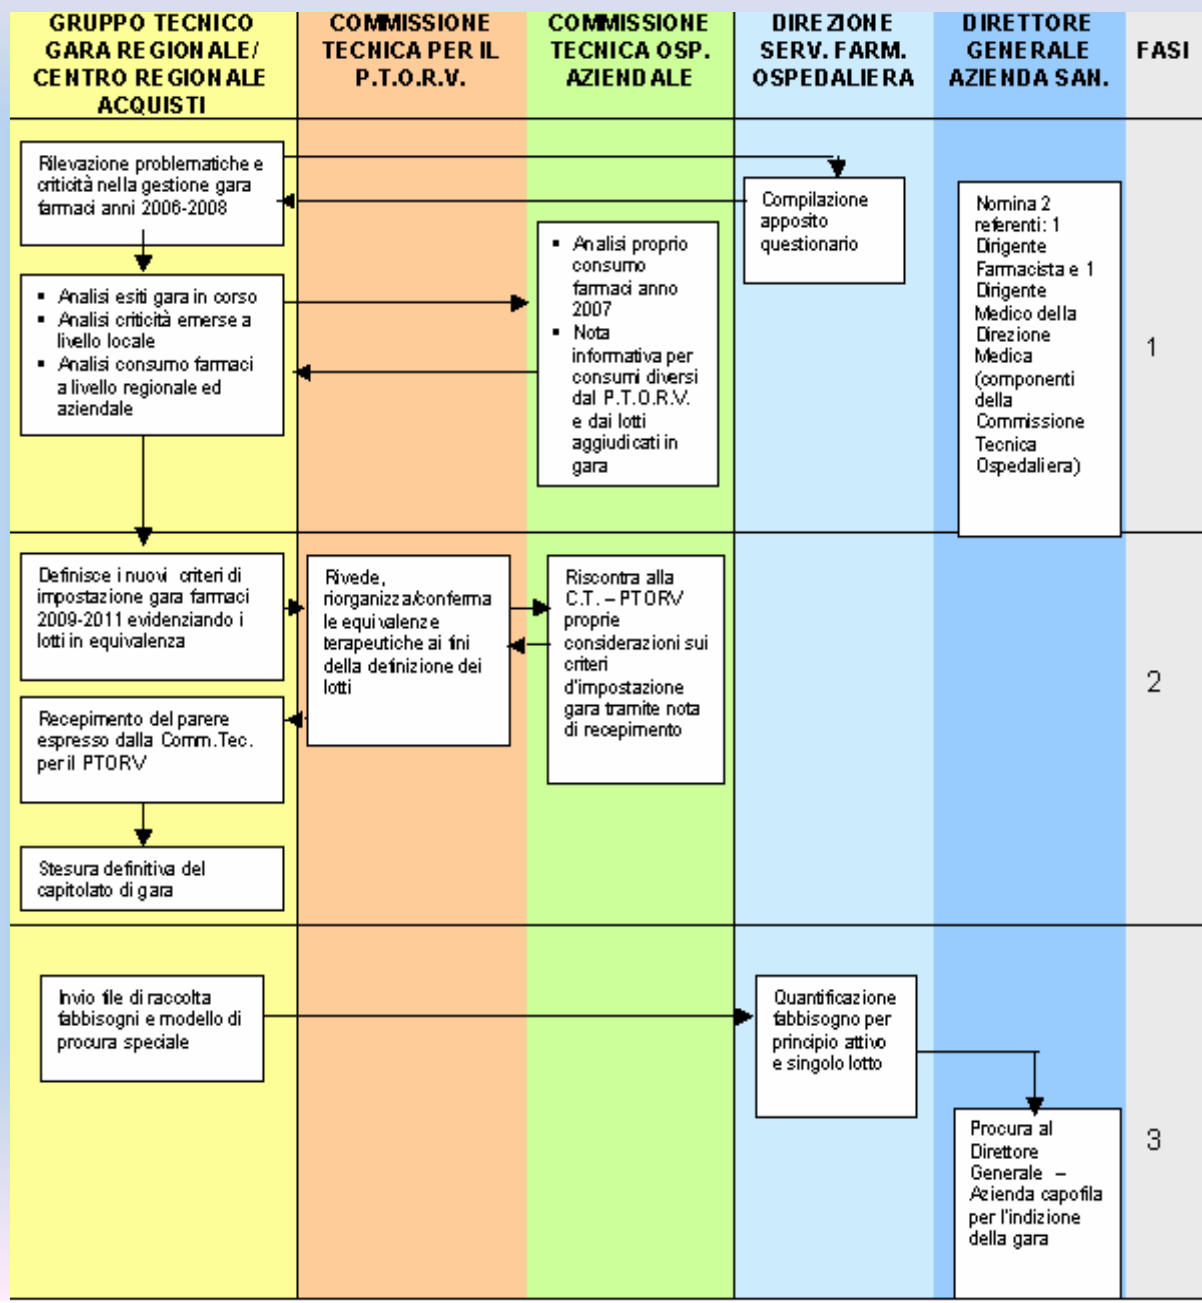 GRUPPO TECNICO
GARA REGIONALE/
CENTRO REGIONALE
ACQUISTI
COMMISSIONE
TECNICA PER IL
P.T.O.R.V.
COMMISSIONE
TECNICA OSP.
AZIENDALE
DIREZIONE
SERV. FARM.
OSPEDALIERA
DIRETTORE
GENERALE
AZIENDA SAN.
FASI
Rilevazione problematiche e
criticità nella gestione gara
farmaci anni 2006-2008
Compilazione
apposito
questionario
Nomina 2
referenti: 1
Dirigente
Farmacista e 1
Dirigente
Medico della
Direzione
Medica
(componenti
della
Commissione
Tecnica
Ospedaliera)
▪ Analisi esiti gara in corso
▪ Analisi criticità emerse a
livello locale
▪ Analisi consumo farmaci
a livello regionale ed
aziendale
▪ Analisi proprio
consumo
farmaci anno
2007
▪ Nota
informativa per
consumi diversi
dal P.T.O.R.V.
e dai lotti
aggiudicati in
gara
1
Definisce i nuovi criteri di
impostazione gara farmaci
2009-2011 evidenziando i
lotti in equivalenza
Rivede,
riorganizza/conferma
le equivalenze
terapeutiche ai fini
della definizione dei
lotti
Riscontra alla
C.T. – PTORV
proprie
considerazioni sui
criteri
d'impostazione
gara tramite nota
di recepimento
2
Recepimento del parere
espresso dalla Comm.Tec.
per il PTORV
Stesura definitiva del
capitolato di gara
Invio file di raccolta
fabbisogni e modello di
procura speciale
Quantificazione
fabbisogno per
principio attivo
e singolo lotto
Procura al
Direttore
Generale –
Azienda capofila
per l'indizione
della gara
3